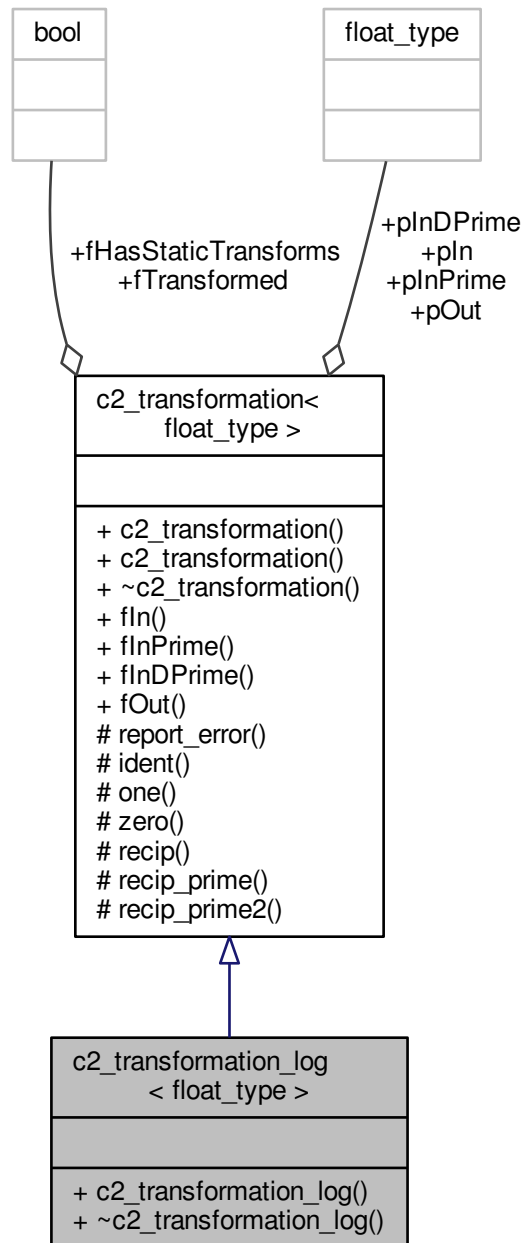 bool
float_type
+fHasStaticTransforms
+fTransformed
+pInDPrime
+pIn
+pInPrime
+pOut
c2_transformation<
float_type >
+ c2_transformation()
+ c2_transformation()
+ ~c2_transformation()
+ fIn()
+ fInPrime()
+ fInDPrime()
+ fOut()
# report_error()
# ident()
# one()
# zero()
# recip()
# recip_prime()
# recip_prime2()
c2_transformation_log
< float_type >
+ c2_transformation_log()
+ ~c2_transformation_log()